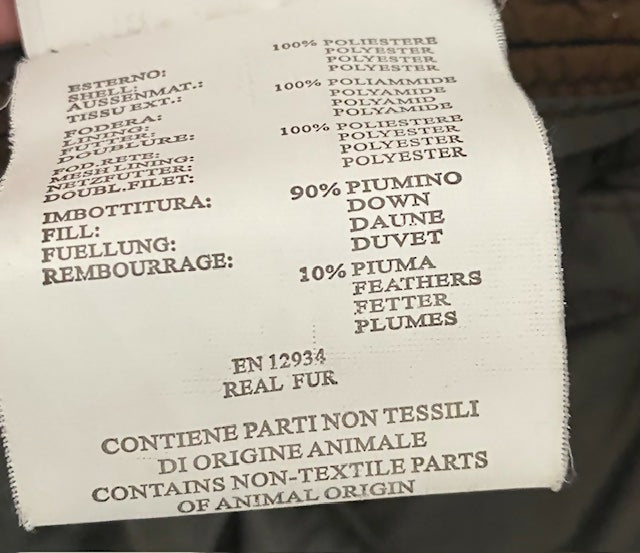 ESTERNO: 100% POLIESTERE
SHELL: POLYESTER
AUSSENMAT.: POLYESTER
TISSU EXT.: POLYESTER
FODERA: 100% POLIAMMIDE
LINING: POLYAMIDE
FUTTER: POLYAMID
DOUBLURE: POLYAMIDE
FOD.RETE: 100% POLIESTERE
MESH LINING: POLYESTER
NETZFUTTER: POLYESTER
DOUBL.FILET: POLYESTER
IMBOTTITURA: 90% PIUMINO
FILL: DOWN
FUELLUNG: DAUNE
REMBOURRAGE: DUVET
10% PIUMA
FEATHERS
FETTER
PLUMES
EN 12934
REAL FUR
CONTIENE PARTI NON TESSILI
DI ORIGINE ANIMALE
CONTAINS NON-TEXTILE PARTS
OF ANIMAL ORIGIN